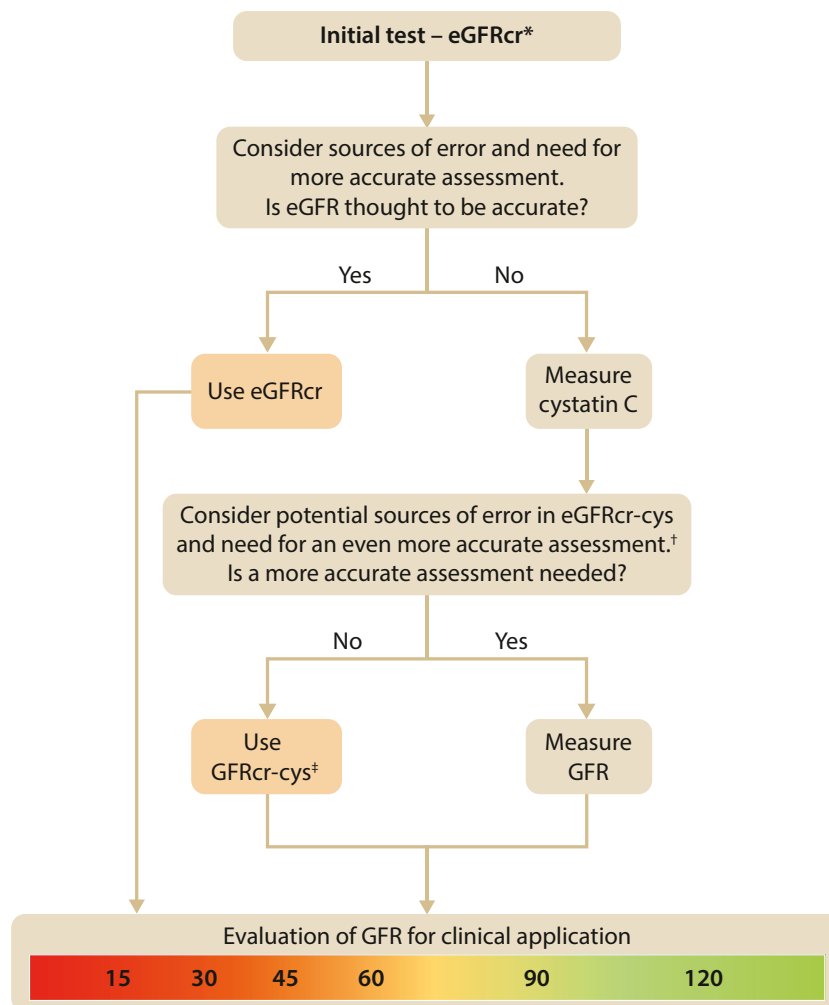 Initial test – eGFRcr*
Consider sources of error and need for
more accurate assessment.
Is eGFR thought to be accurate?
Yes
No
Use eGFRcr
Measure
cystatin C
Consider potential sources of error in eGFRcr-cys
and need for an even more accurate assessment.†
Is a more accurate assessment needed?
No
Yes
Use
GFRcr-cys‡
Measure
GFR
Evaluation of GFR for clinical application
15 30 45 60 90 120